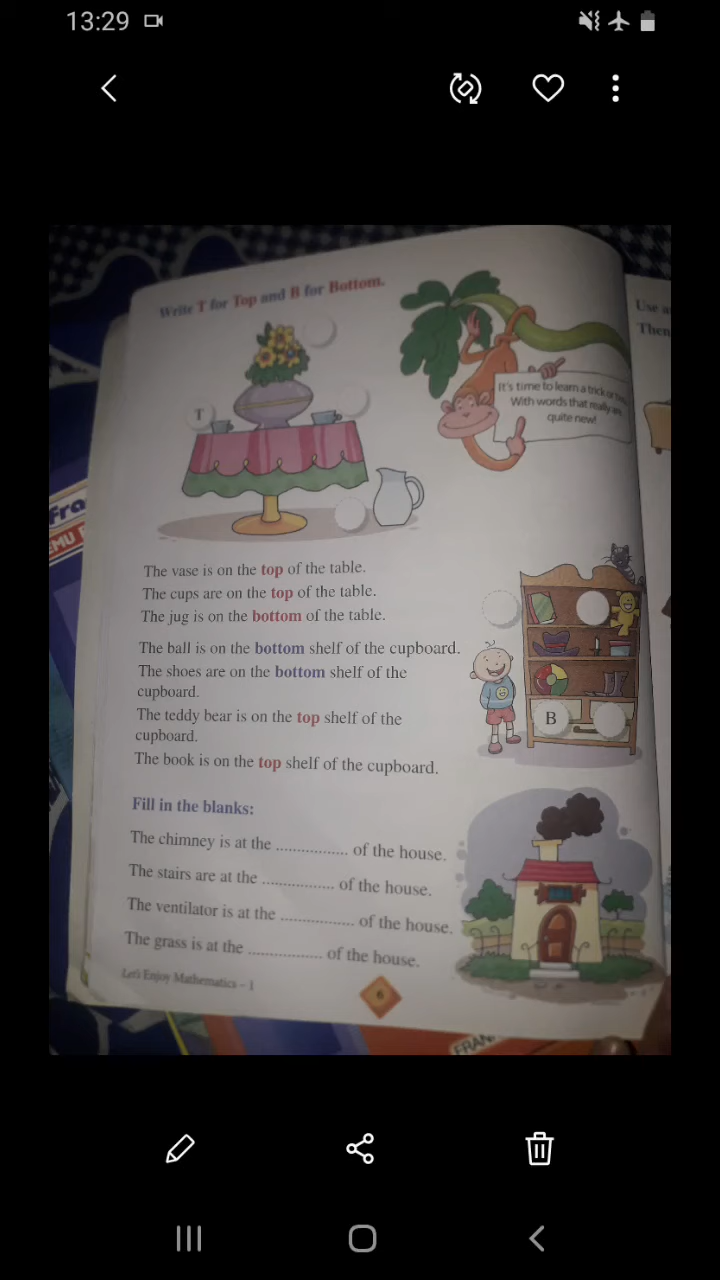 13:29
Write T for Top and B for Bottom.
Use a
Then
It's time to learn a trick or two,
With words that really are
quite new!
T
Fra
EMU
The vase is on the top of the table.
The cups are on the top of the table.
The jug is on the bottom of the table.
The ball is on the bottom shelf of the cupboard.
The shoes are on the bottom shelf of the
cupboard.
The teddy bear is on the top shelf of the
cupboard.
The book is on the top shelf of the cupboard.
B
Fill in the blanks:
The chimney is at the ............... of the house.
The stairs are at the ............... of the house.
The ventilator is at the ............... of the house.
The grass is at the ............... of the house.
Let's Enjoy Mathematics – 1
6
FRAN